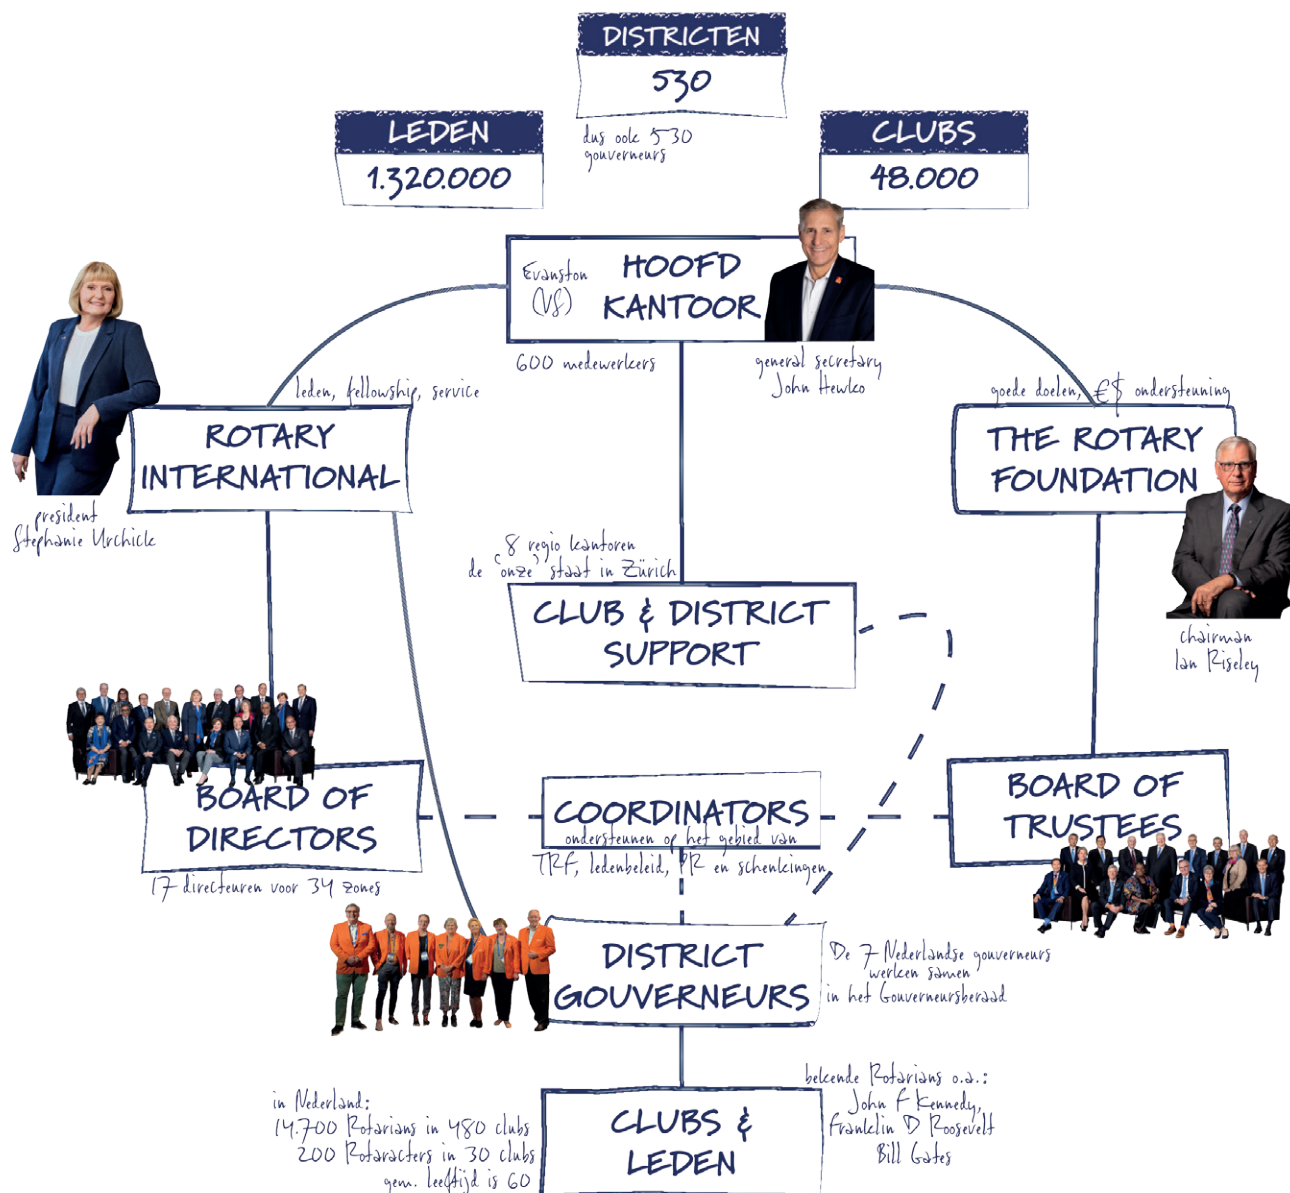 DISTRICTEN
530
dus ook 530
gouverneurs
LEDEN
1.320.000
CLUBS
48.000
Evanston
(VS)
HOOFD
KANTOOR
600 medewerkers
general secretary
John Hewko
leden, fellowship, service
ROTARY
INTERNATIONAL
president
Stephanie Urchick
goede doelen, €$ ondersteuning
THE ROTARY
FOUNDATION
chairman
Ian Riseley
8 regio kantoren
de 'onze' staat in Zürich
CLUB & DISTRICT
SUPPORT
BOARD OF
DIRECTORS
17 directeuren voor 34 zones
COORDINATORS
ondersteunen op het gebied van
TRF, ledenbeleid, PR en schenkingen
BOARD OF
TRUSTEES
DISTRICT
GOUVERNEURS
De 7 Nederlandse gouverneurs
werken samen
in het Gouverneursberaad
in Nederland:
14.700 Rotarians in 480 clubs
200 Rotaracters in 30 clubs
gem. leeftijd is 60
CLUBS &
LEDEN
bekende Rotarians o.a.:
John F Kennedy,
Franklin D Roosevelt
Bill Gates